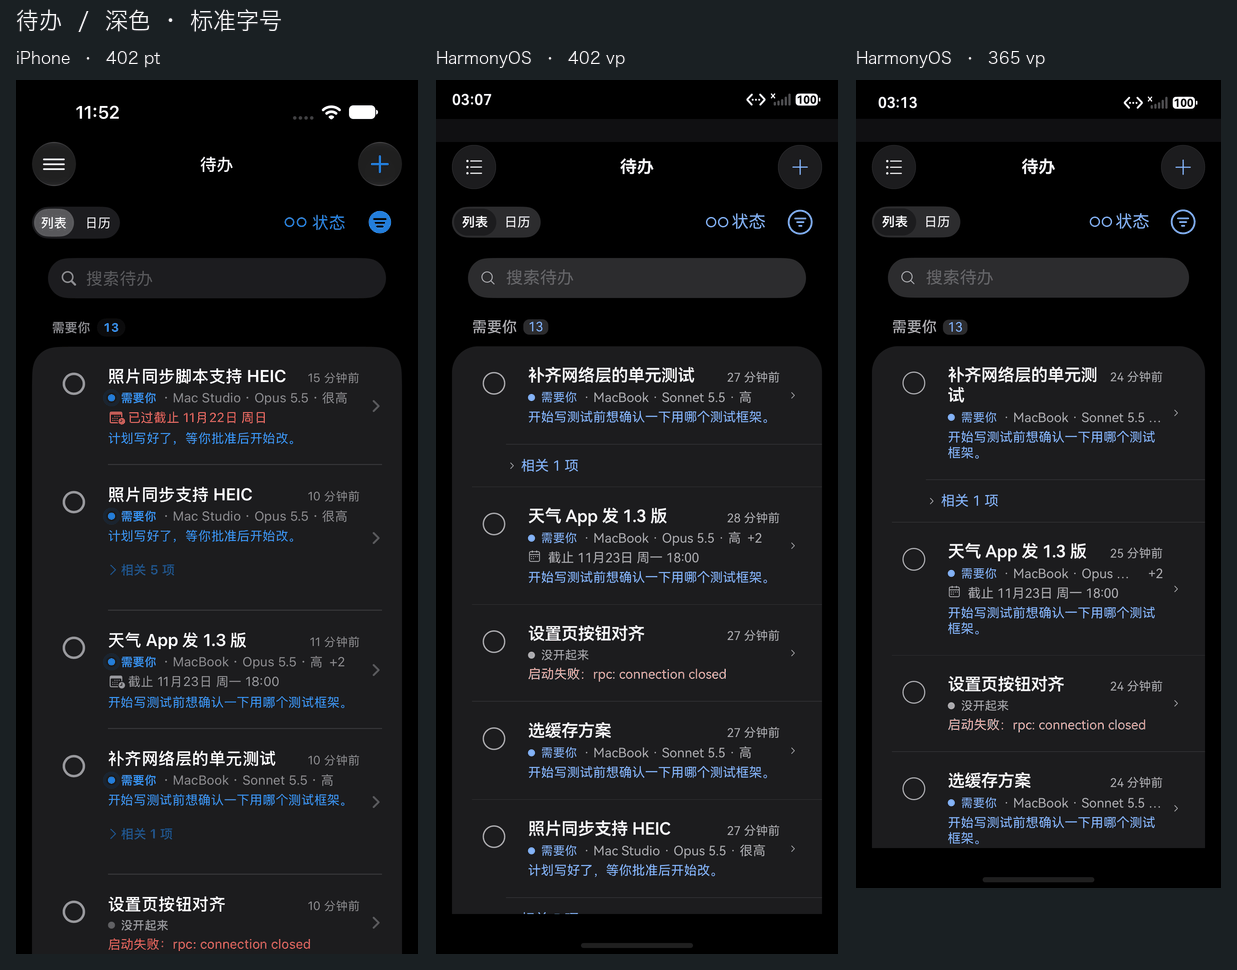 待办 / 深色 · 标准字号
iPhone · 402 pt
11:52
待办
列表 日历
状态
搜索待办
需要你 13
照片同步脚本支持 HEIC 15 分钟前
需要你 · Mac Studio · Opus 5.5 · 很高
已过截止 11月22日 周日
计划写好了，等你批准后开始改。
照片同步支持 HEIC 10 分钟前
需要你 · Mac Studio · Opus 5.5 · 很高
计划写好了，等你批准后开始改。
相关 5 项
天气 App 发 1.3 版 11 分钟前
需要你 · MacBook · Opus 5.5 · 高 +2
截止 11月23日 周一 18:00
开始写测试前想确认一下用哪个测试框架。
补齐网络层的单元测试 10 分钟前
需要你 · MacBook · Sonnet 5.5 · 高
开始写测试前想确认一下用哪个测试框架。
相关 1 项
设置页按钮对齐 10 分钟前
没开起来
启动失败：rpc: connection closed
HarmonyOS · 402 vp
03:07
100
待办
列表 日历
状态
搜索待办
需要你 13
补齐网络层的单元测试 27 分钟前
需要你 · MacBook · Sonnet 5.5 · 高
开始写测试前想确认一下用哪个测试框架。
相关 1 项
天气 App 发 1.3 版 28 分钟前
需要你 · MacBook · Opus 5.5 · 高 +2
截止 11月23日 周一 18:00
开始写测试前想确认一下用哪个测试框架。
设置页按钮对齐 27 分钟前
没开起来
启动失败：rpc: connection closed
选缓存方案 27 分钟前
需要你 · MacBook · Sonnet 5.5 · 高
开始写测试前想确认一下用哪个测试框架。
照片同步支持 HEIC 27 分钟前
需要你 · Mac Studio · Opus 5.5 · 很高
计划写好了，等你批准后开始改。
HarmonyOS · 365 vp
03:13
100
待办
列表 日历
状态
搜索待办
需要你 13
补齐网络层的单元测 24 分钟前
试
需要你 · MacBook · Sonnet 5.5 ...
开始写测试前想确认一下用哪个测试
框架。
相关 1 项
天气 App 发 1.3 版 25 分钟前
需要你 · MacBook · Opus ... +2
截止 11月23日 周一 18:00
开始写测试前想确认一下用哪个测试
框架。
设置页按钮对齐 24 分钟前
没开起来
启动失败：rpc: connection closed
选缓存方案 24 分钟前
需要你 · MacBook · Sonnet 5.5 ...
开始写测试前想确认一下用哪个测试
框架。